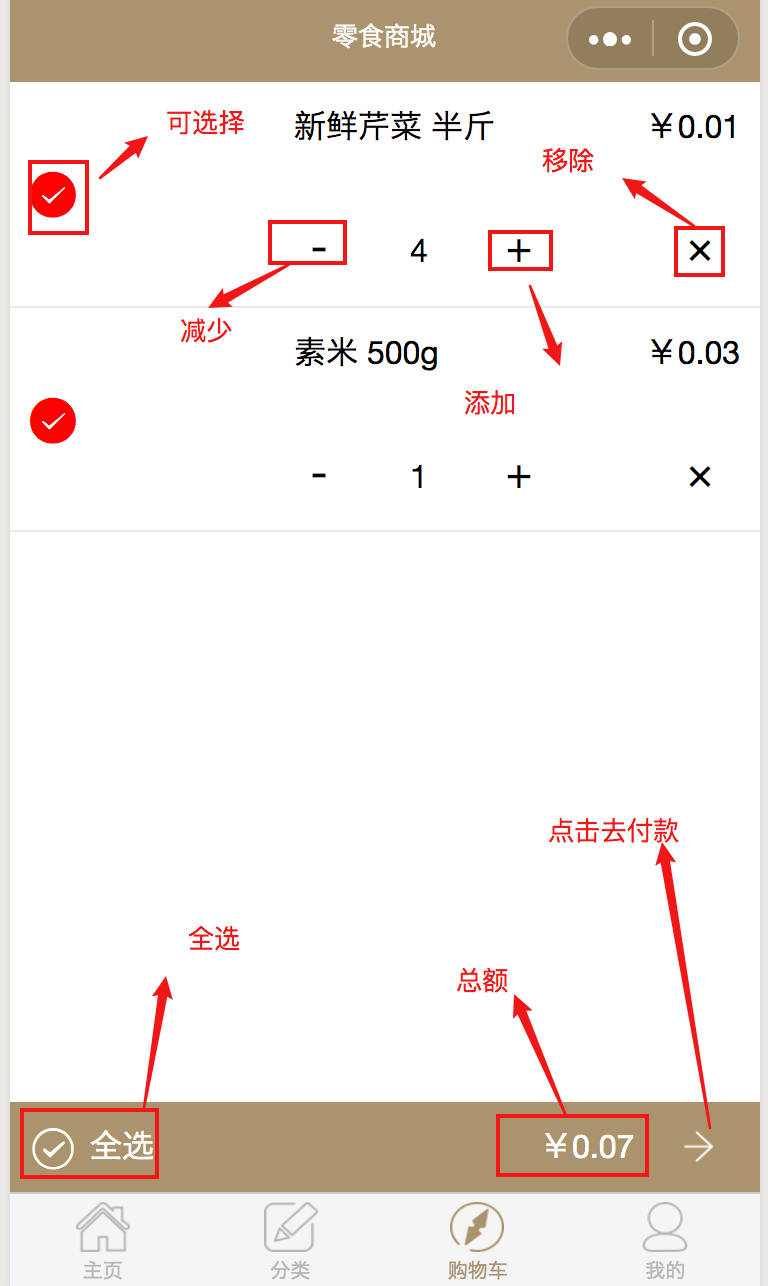 零食商城
可选择
新鲜芹菜 半斤
￥0.01
移除
-
4
+
×
减少
素米 500g
￥0.03
添加
-
1
+
×
点击去付款
全选
总额
全选
￥0.07
主页
分类
购物车
我的